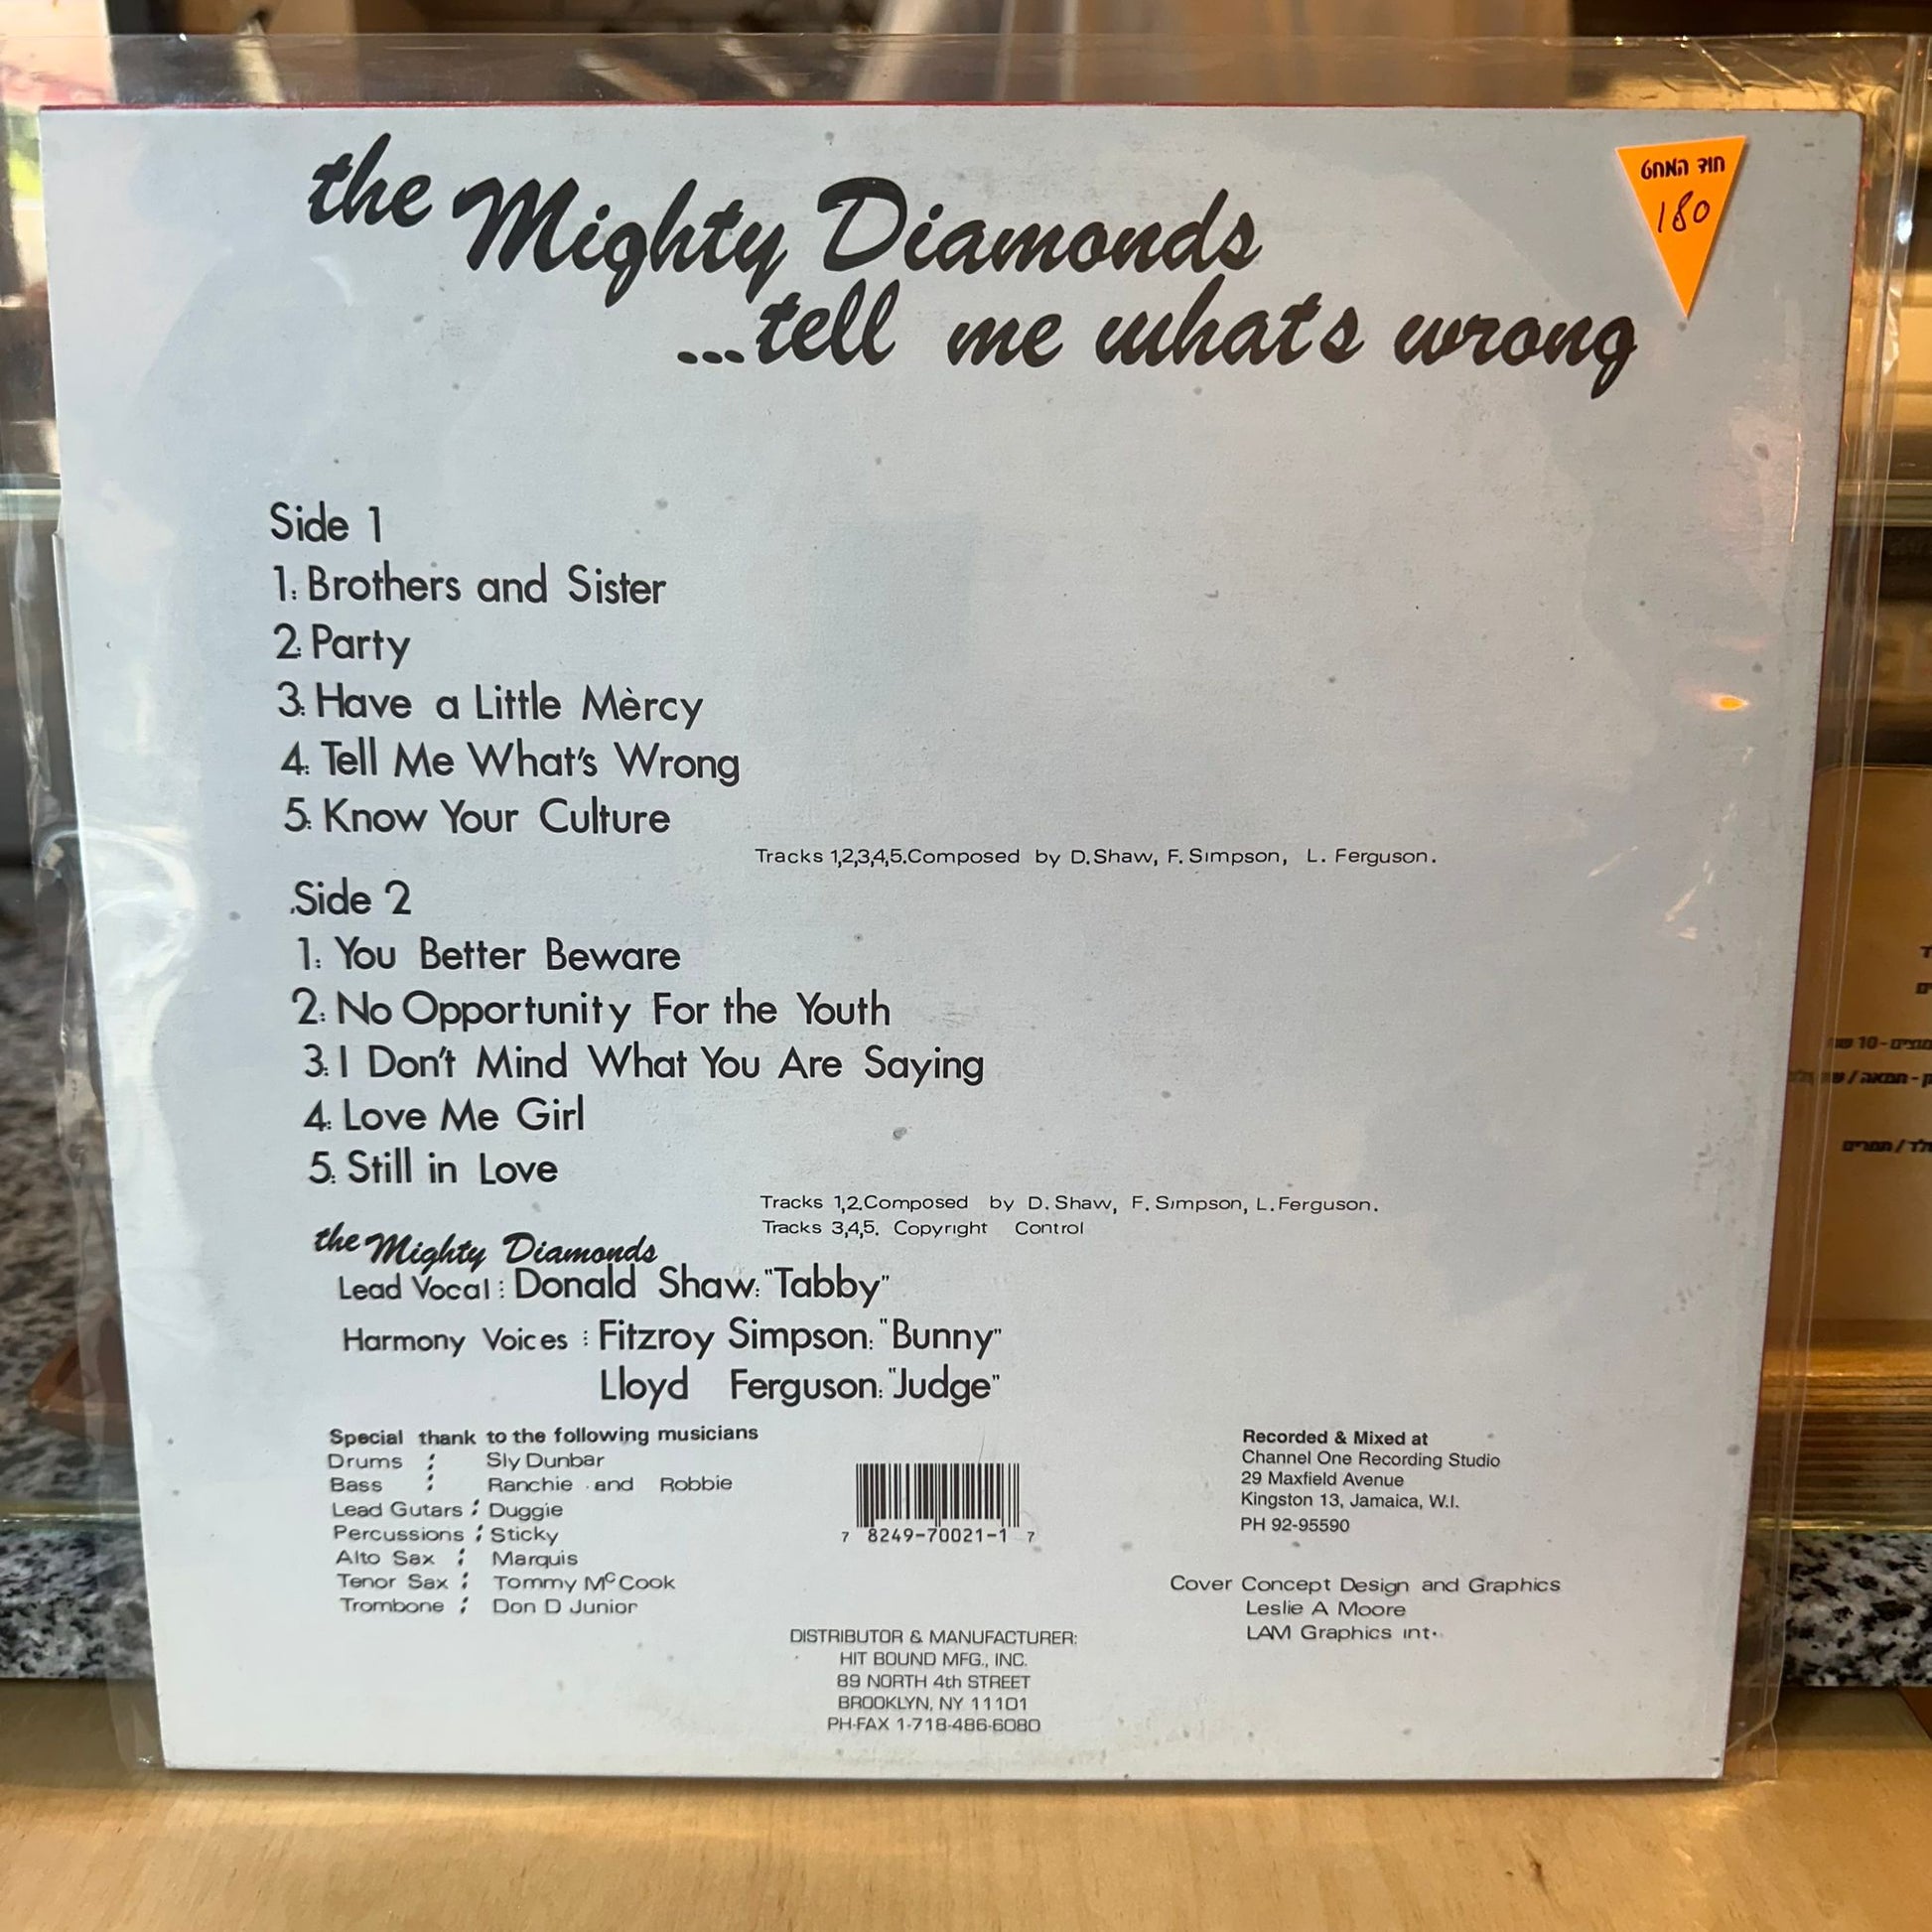 the Mighty Diamonds
...tell me whats wrong
חוד המחט
180
Side 1
1: Brothers and Sister
2: Party
3: Have a Little Mèrcy
4: Tell Me What's Wrong
5: Know Your Culture
Tracks 1,2,3,4,5.Composed by D.Shaw, F. Simpson, L. Ferguson.
Side 2
1: You Better Beware
2: No Opportunity For the Youth
3: I Don't Mind What You Are Saying
4: Love Me Girl
5: Still in Love
Tracks 1,2.Composed by D. Shaw, F. Simpson, L. Ferguson.
Tracks 3,4,5. Copyright Control
the Mighty Diamonds
Lead Vocal : Donald Shaw: "Tabby"
Harmony Voices : Fitzroy Simpson: "Bunny"
Lloyd Ferguson: "Judge"
Special thank to the following musicians
Drums : Sly Dunbar
Bass : Ranchie and Robbie
Lead Gutars : Duggie
Percussions : Sticky
Alto Sax : Marquis
Tenor Sax : Tommy McCook
Trombone : Don D Junior
7 8249-70021-1 7
Recorded & Mixed at
Channel One Recording Studio
29 Maxfield Avenue
Kingston 13, Jamaica, W.I.
PH 92-95590
Cover Concept Design and Graphics
Leslie A Moore
LAM Graphics int.
DISTRIBUTOR & MANUFACTURER:
HIT BOUND MFG., INC.
89 NORTH 4th STREET
BROOKLYN, NY 11101
PH-FAX 1-718-486-6080